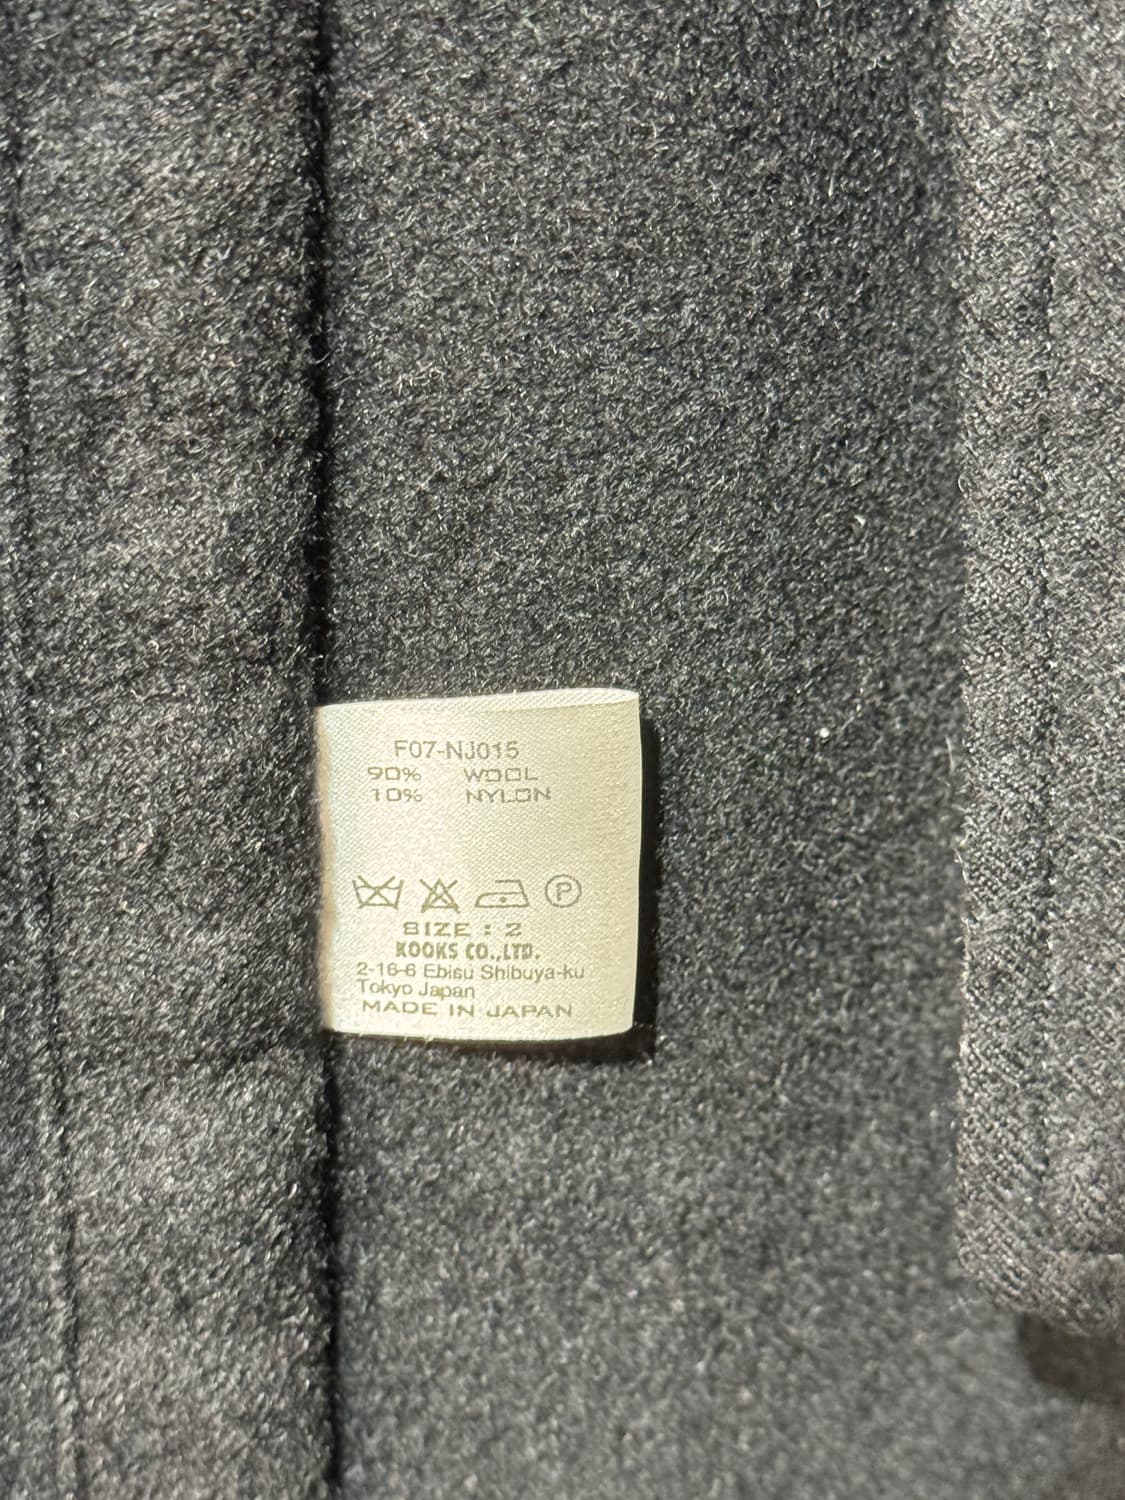 F07-NJ015
90% WOOL
10% NYLON
P
SIZE : 2
KOOKS CO.,LTD.
2-16-6 Ebisu Shibuya-ku
Tokyo Japan
MADE IN JAPAN